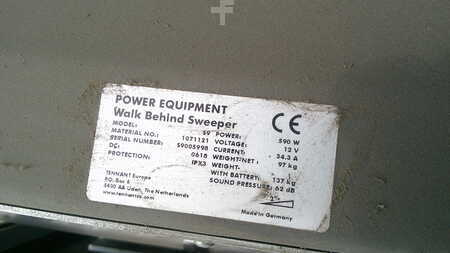 POWER EQUIPMENT
Walk Behind Sweeper
MODEL: S9 POWER: 590 W
MATERIAL NO.: 1071121 VOLTAGE: 12 V
SERIAL NUMBER: S9005998 CURRENT: 34.3 A
DC: 0618 WEIGHT-NET: 97 kg
PROTECTION: IPX3 WEIGHT-
WITH BATTERY: 137 kg
SOUND PRESSURE: 62 dB
TENNANT Europe
P.O. Box 6
5400 AA Uden, The Netherlands
www.tennantco.com
2%
Made in Germany
CE